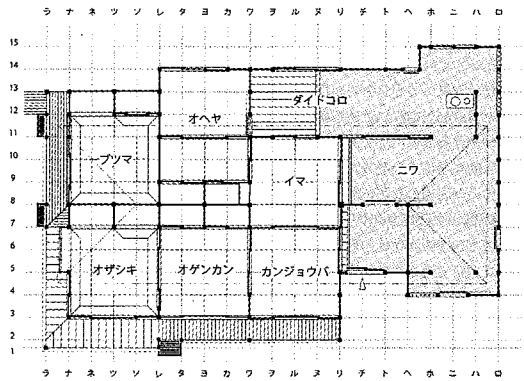 ラ ナ ネ ツ ソ レ タ ヨ カ ワ ヲ ル ヌ リ チ ト ヘ ホ ニ ハ ロ
15
14
13
12
11
10
9
8
7
6
5
4
3
2
1
オヘヤ
ダイドコロ
ブツマ
イマ
ニワ
オザシキ
オゲンカン
カンジョウバ
ラ ナ ネ ツ ソ レ タ ヨ カ ワ ヲ ル ヌ リ チ ト ヘ ホ ニ ハ ロ